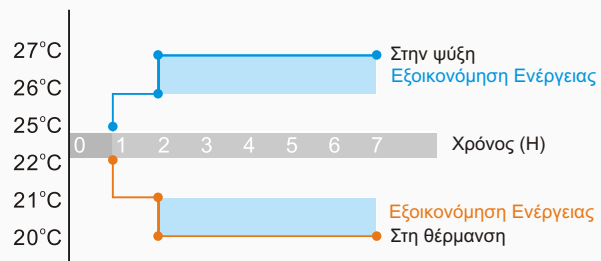 27°C
Στην ψύξη
Εξοικονόμηση Ενέργειας
26°C
25°C
0 1 2 3 4 5 6 7
Χρόνος (H)
22°C
21°C
Εξοικονόμηση Ενέργειας
20°C
Στη θέρμανση